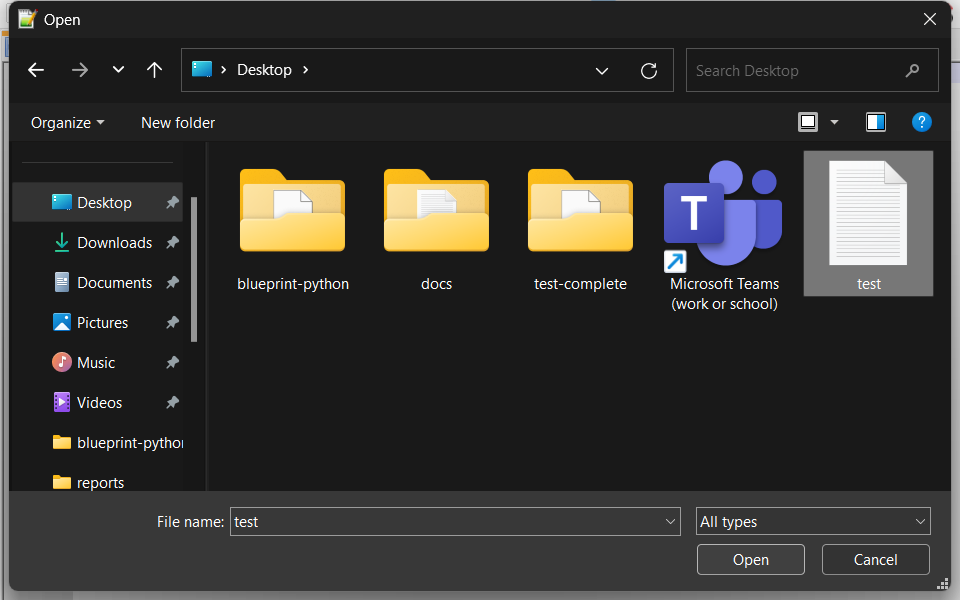 Open
Desktop
Search Desktop
Organize
New folder
?
Desktop
Downloads
Documents
Pictures
Music
Videos
blueprint-python
reports
blueprint-python
docs
test-complete
T
Microsoft Teams
(work or school)
test
File name:
test
All types
Open
Cancel